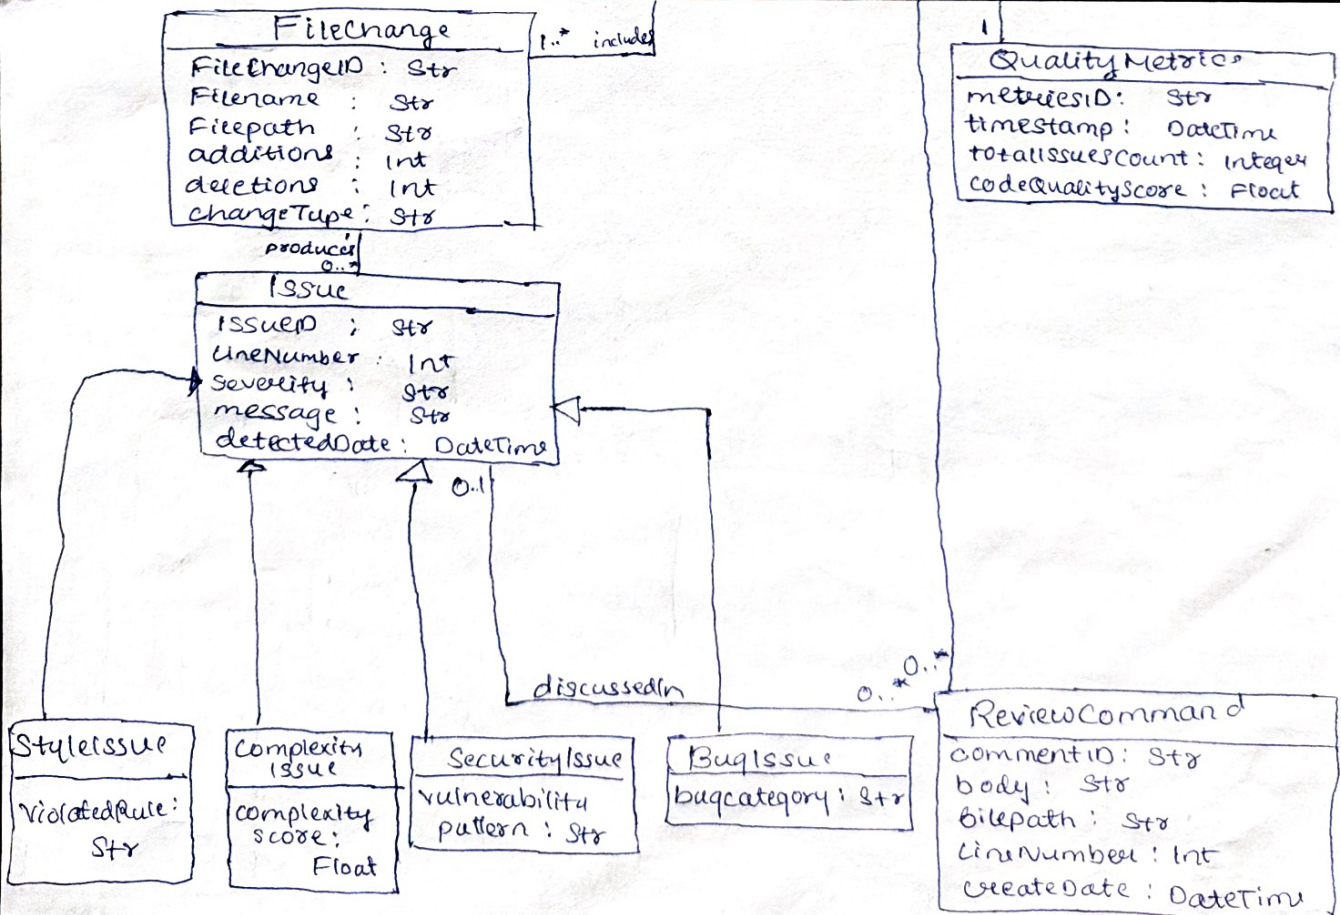 FileChange
FileChangeID : Str
Filename : Str
Filepath : Str
additions : Int
deletions : Int
changeType : Str
1..* includes
1
QualityMetrics
metricsID: Str
timestamp : DateTime
totalIssuesCount : Integer
codeQualityScore : Float
produces
0..*
Issue
IssueID : Str
LineNumber : Int
Severity : Str
message : Str
detectedDate : DateTime
0..1
discussedIn
0..*
0..*
StyleIssue
ViolatedRule :
Str
Complexity
Issue
Complexity
Score :
Float
SecurityIssue
Vulnerability
pattern : Str
BugIssue
bugcategory : Str
ReviewCommand
commentID : Str
body : Str
filepath : Str
LineNumber : Int
createDate : DateTime